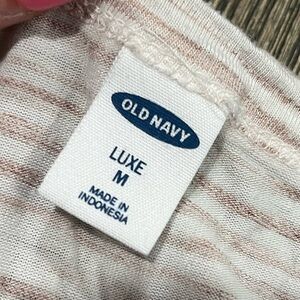 OLD NAVY
LUXE
M
MADE IN
INDONESIA